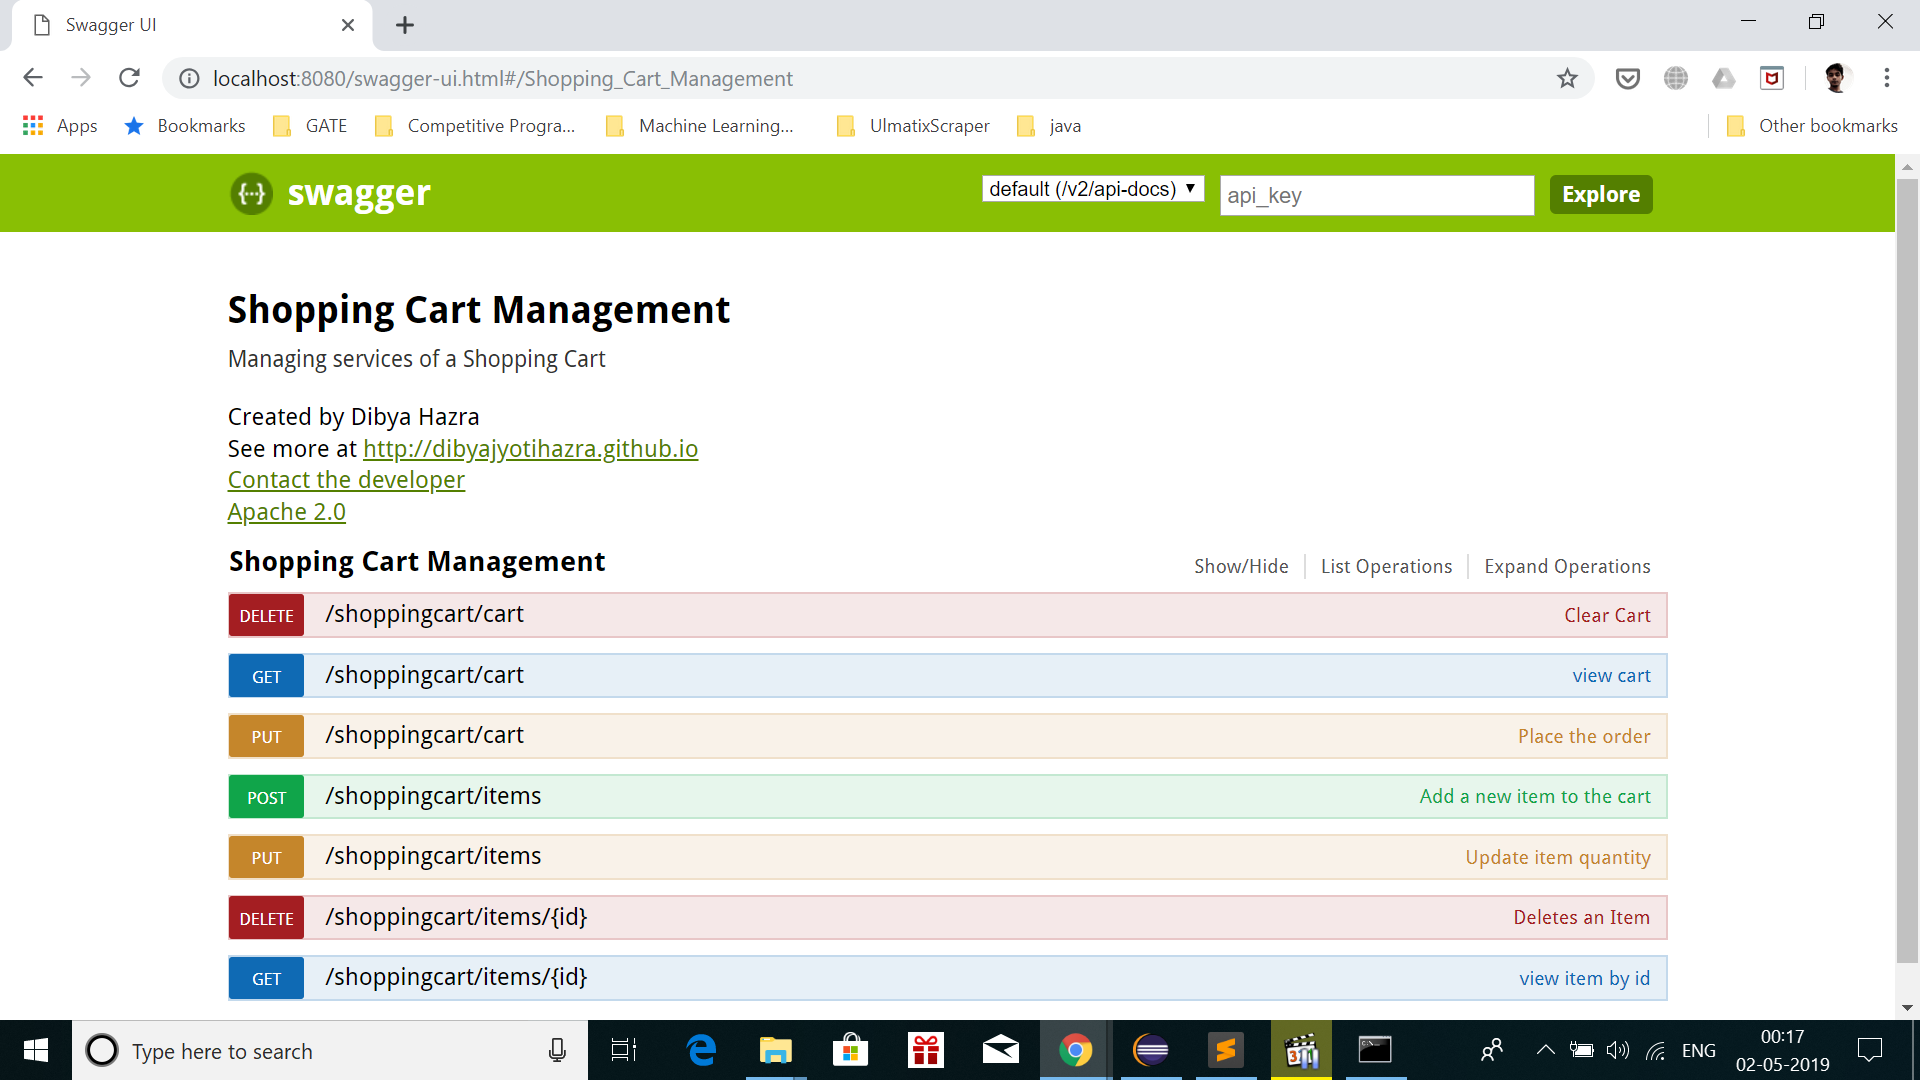 Swagger UI
localhost:8080/swagger-ui.html#/Shopping_Cart_Management
Apps Bookmarks GATE Competitive Progra... Machine Learning... UlmatixScraper java Other bookmarks
{···} swagger default (/v2/api-docs) api_key Explore
Shopping Cart Management
Managing services of a Shopping Cart
Created by Dibya Hazra
See more at http://dibyajyotihazra.github.io
Contact the developer
Apache 2.0
Shopping Cart Management Show/Hide List Operations Expand Operations
DELETE /shoppingcart/cart Clear Cart
GET /shoppingcart/cart view cart
PUT /shoppingcart/cart Place the order
POST /shoppingcart/items Add a new item to the cart
PUT /shoppingcart/items Update item quantity
DELETE /shoppingcart/items/{id} Deletes an Item
GET /shoppingcart/items/{id} view item by id
Type here to search ENG 00:17
02-05-2019